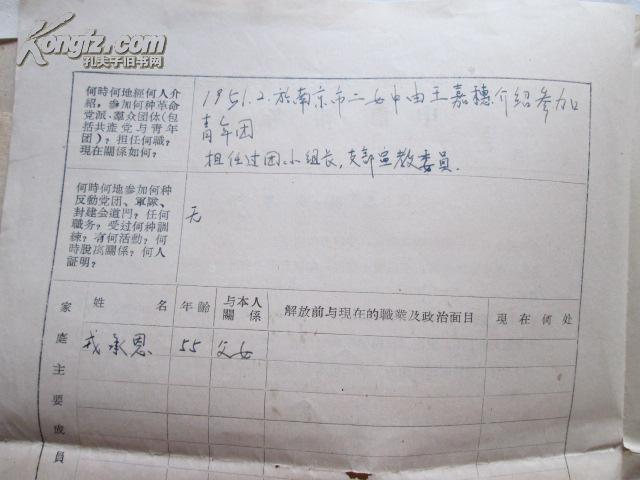 Kongfz.com
孔夫子旧书网
何時何地經何人介
紹，参加何种革命
党派、羣众团体(包
括共產党与青年
团)？担任何職？
現在關係如何？
1951.2.於南京市二女中由王嘉穗介绍参加
青年团
担任过团小组长，支部宣教委员.
何時何地参加何种
反動党团、軍隊、
封建会道門？任何
職务？受过何种訓
練？有何活動？何
時脫离關係？何人
証明？
无
家庭主要成員
姓名 年齡 与本人關係 解放前与現在的職業及政治面目 現在何处
承恩 55 父女